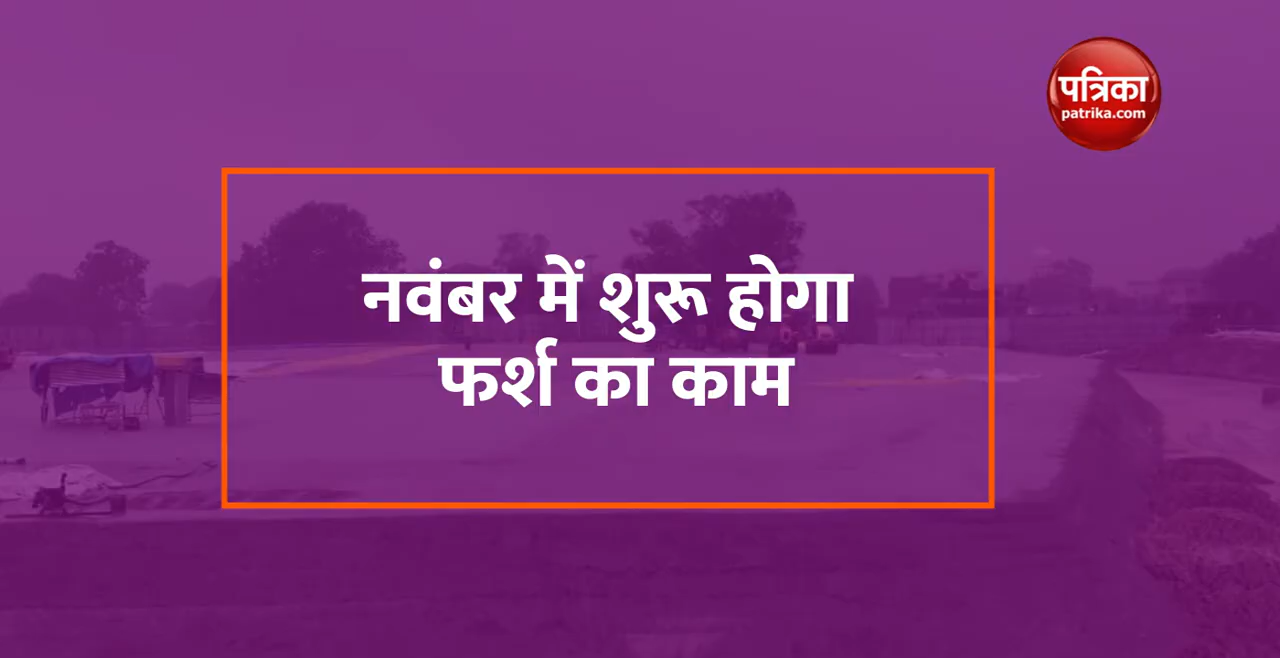 पत्रिका
patrika.com
नवंबर में शुरू होगा
फर्श का काम